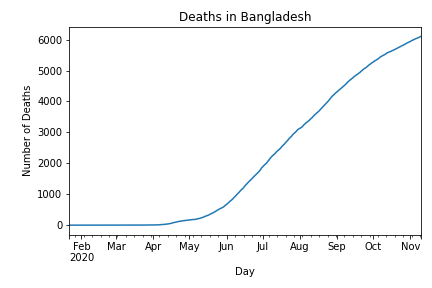 Deaths in Bangladesh
6000
5000
4000
3000
2000
1000
0
Number of Deaths
Feb Mar Apr May Jun Jul Aug Sep Oct Nov
2020
Day